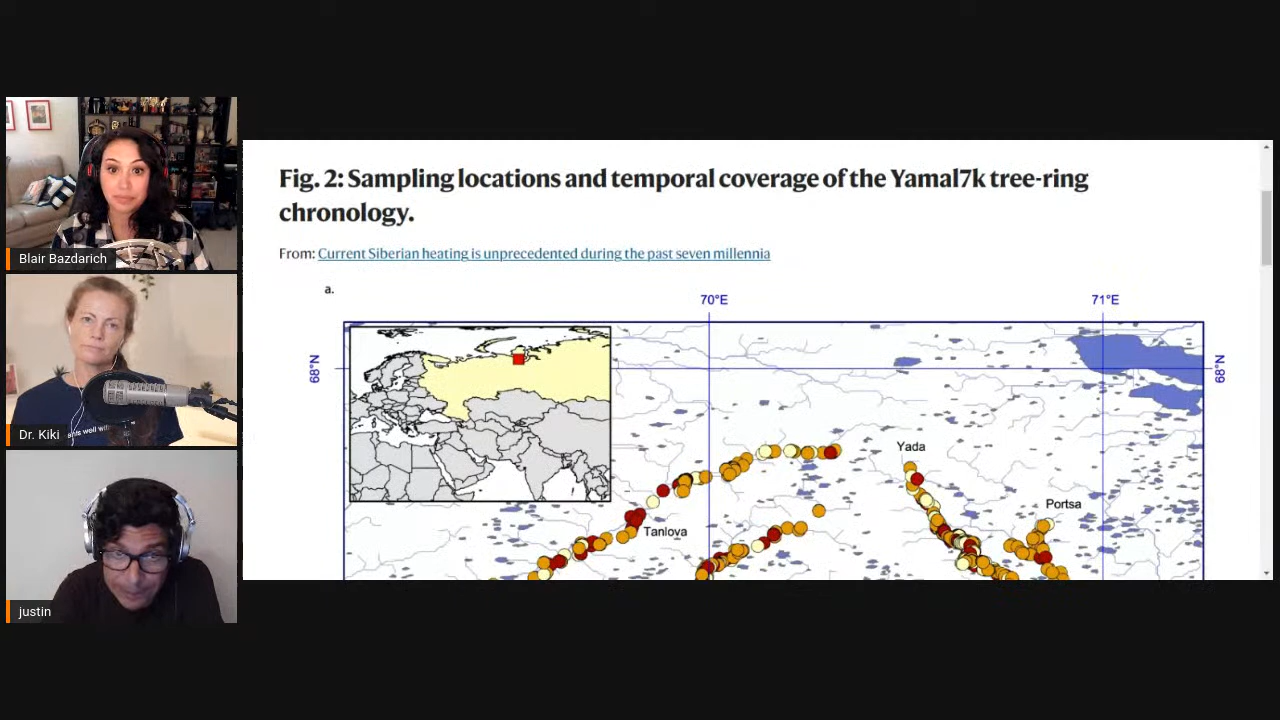 Blair Bazdarich
Dr. Kiki
justin
Fig. 2: Sampling locations and temporal coverage of the Yamal7k tree-ring
chronology.
From: Current Siberian heating is unprecedented during the past seven millennia
a.
70°E
71°E
68°N
68°N
Yada
Portsa
Tanlova